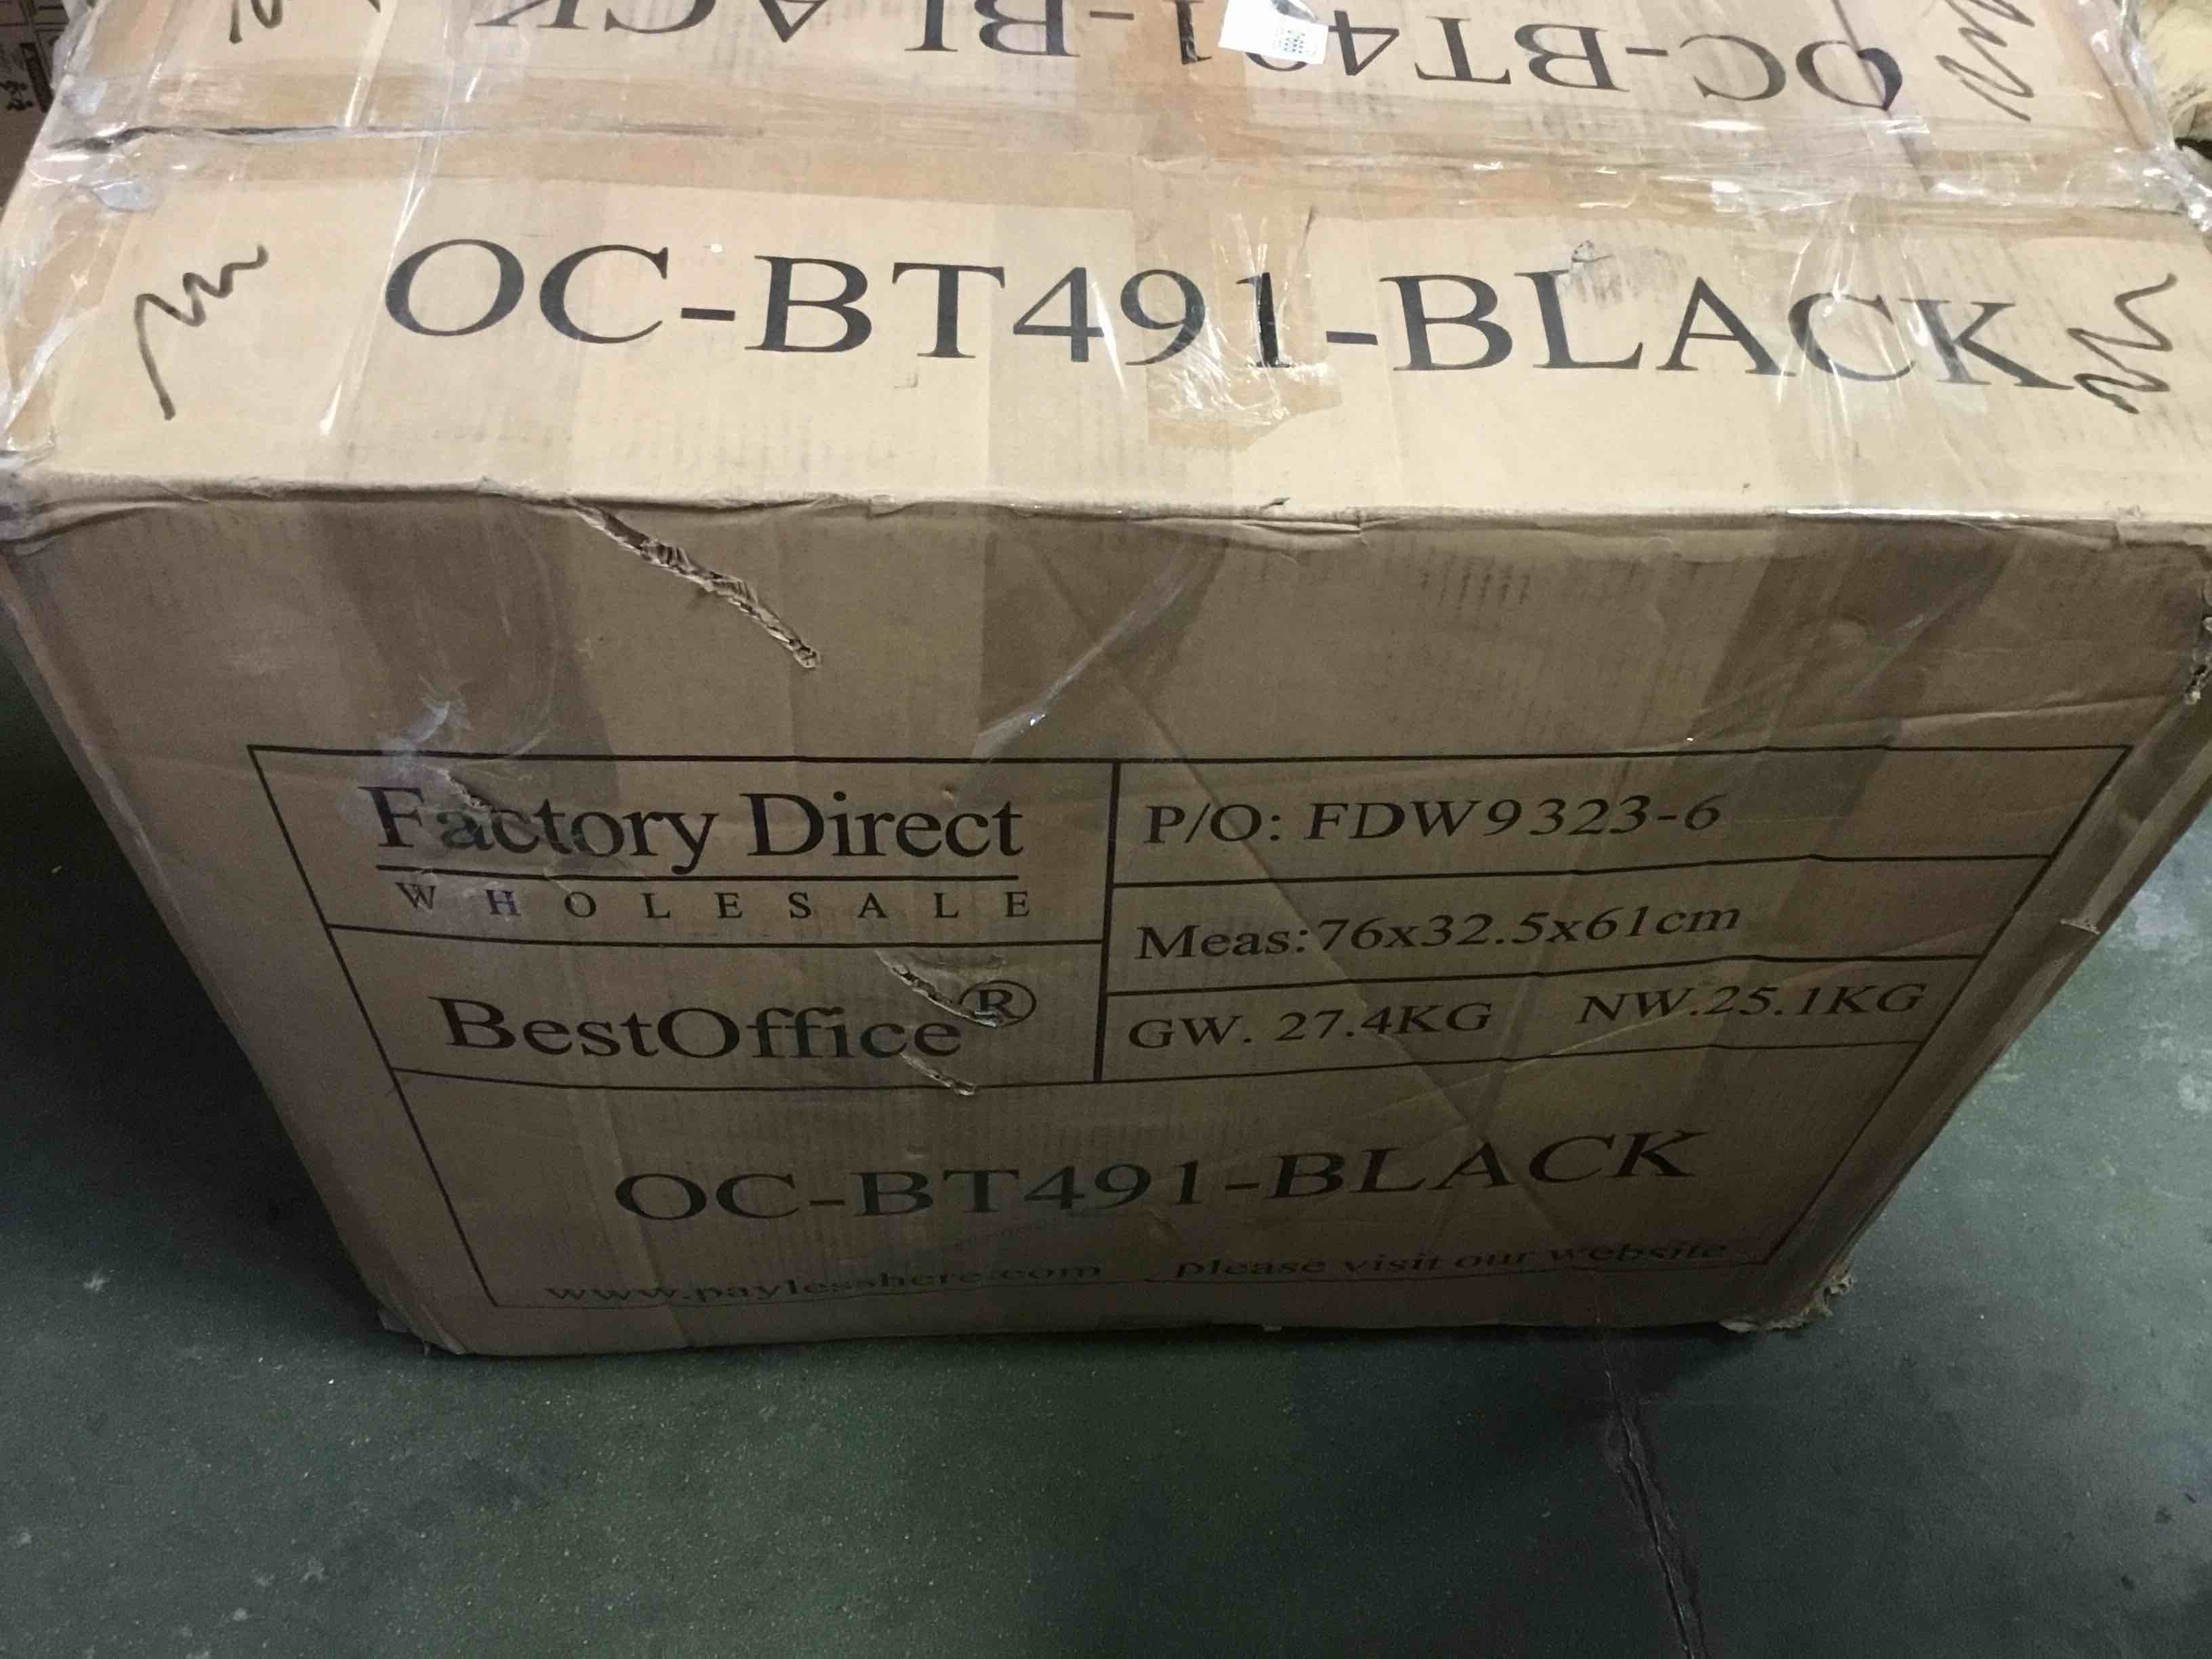 OC-BT491-BLACK
OC-BT491-BLACK
Factory Direct
WHOLESALE
BestOffice®
P/O: FDW9323-6
Meas:76x32.5x61cm
GW. 27.4KG NW.25.1KG
OC-BT491-BLACK
www.paylesshere.com please visit our website